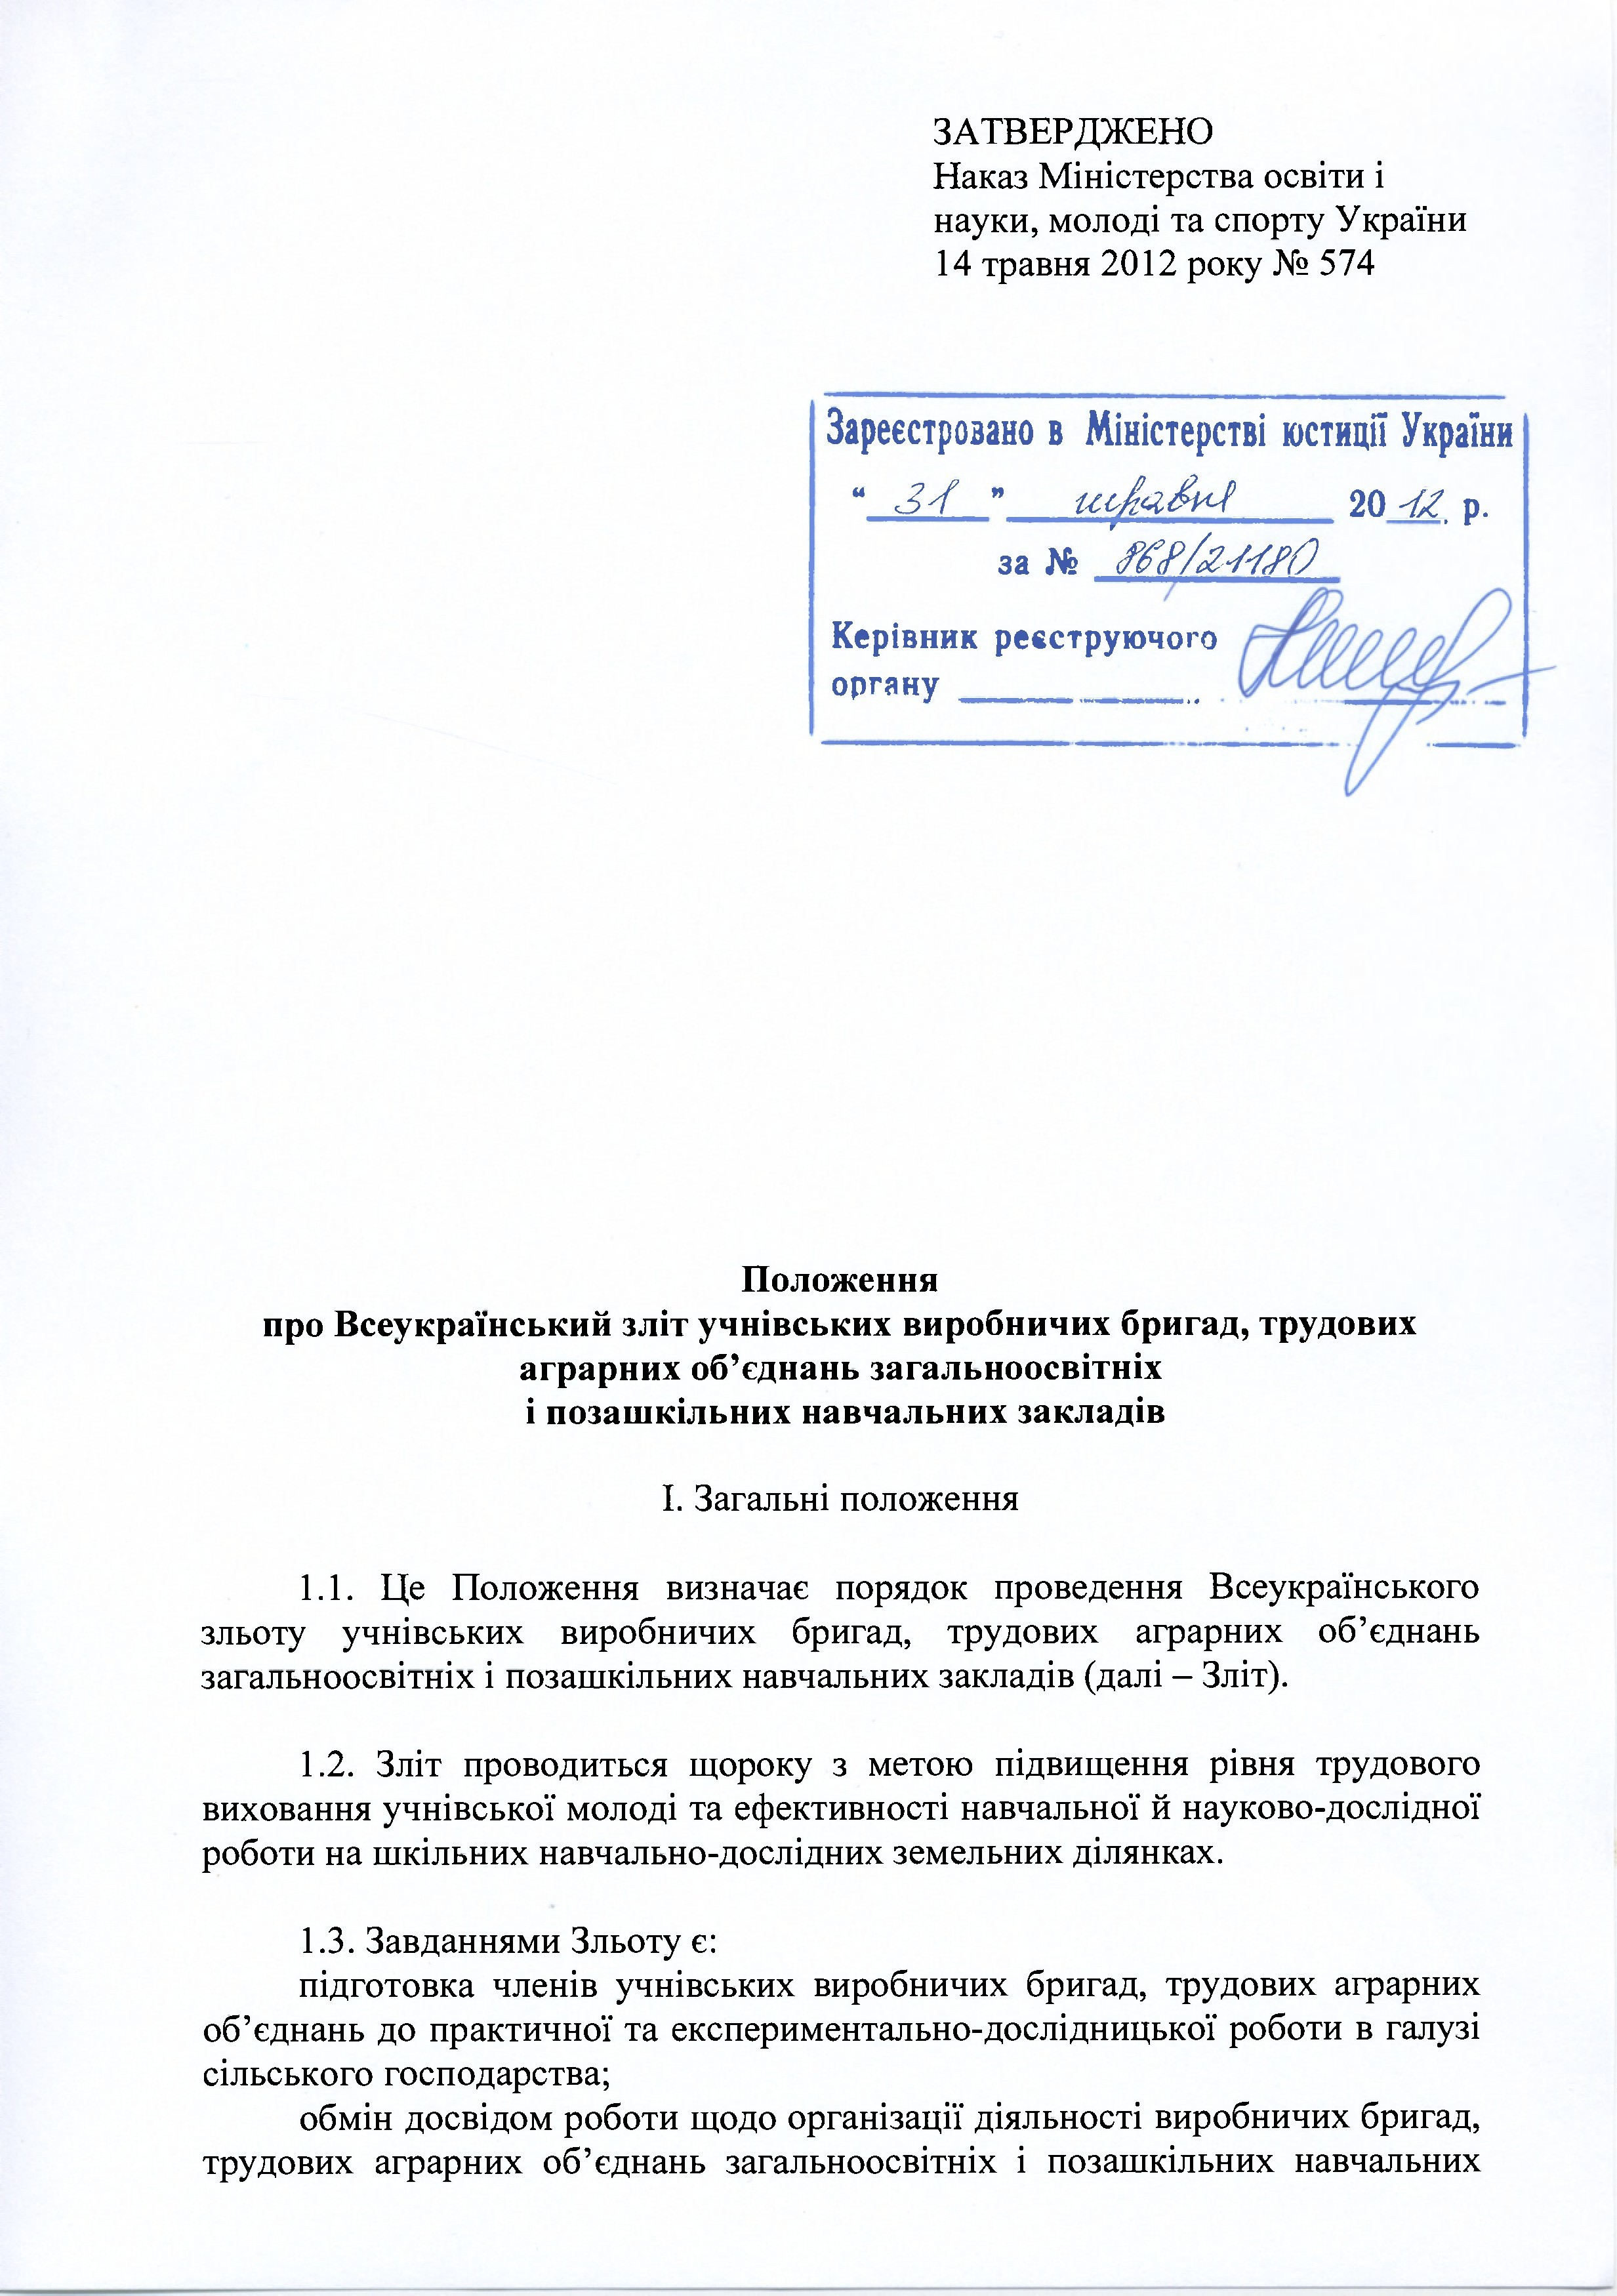 ЗАТВЕРДЖЕНО
Наказ Міністерства освіти і
науки, молоді та спорту України
14 травня 2012 року № 574
Зареєстровано в Міністерстві юстиції України
“ 31 ” травня 2012 р.
за № 868/21180
Керівник реєструючого
органу
Положення
про Всеукраїнський зліт учнівських виробничих бригад, трудових
аграрних об’єднань загальноосвітніх
і позашкільних навчальних закладів
І. Загальні положення
1.1. Це Положення визначає порядок проведення Всеукраїнського
зльоту учнівських виробничих бригад, трудових аграрних об’єднань
загальноосвітніх і позашкільних навчальних закладів (далі – Зліт).
1.2. Зліт проводиться щороку з метою підвищення рівня трудового
виховання учнівської молоді та ефективності навчальної й науково-дослідної
роботи на шкільних навчально-дослідних земельних ділянках.
1.3. Завданнями Зльоту є:
підготовка членів учнівських виробничих бригад, трудових аграрних
об’єднань до практичної та експериментально-дослідницької роботи в галузі
сільського господарства;
обмін досвідом роботи щодо організації діяльності виробничих бригад,
трудових аграрних об’єднань загальноосвітніх і позашкільних навчальних